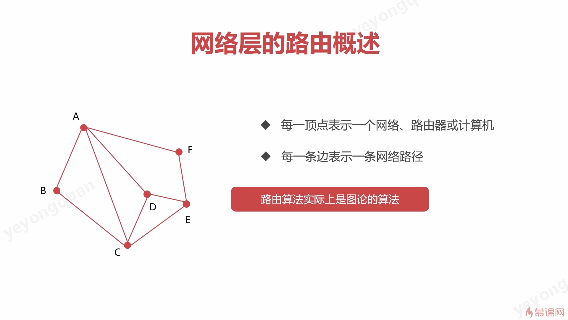 网络层的路由概述
A
F
B
D
E
C
每一顶点表示一个网络、路由器或计算机
每一条边表示一条网络路径
路由算法实际上是图论的算法
yeyongquan
yeyongquan
yeyong
慕课网